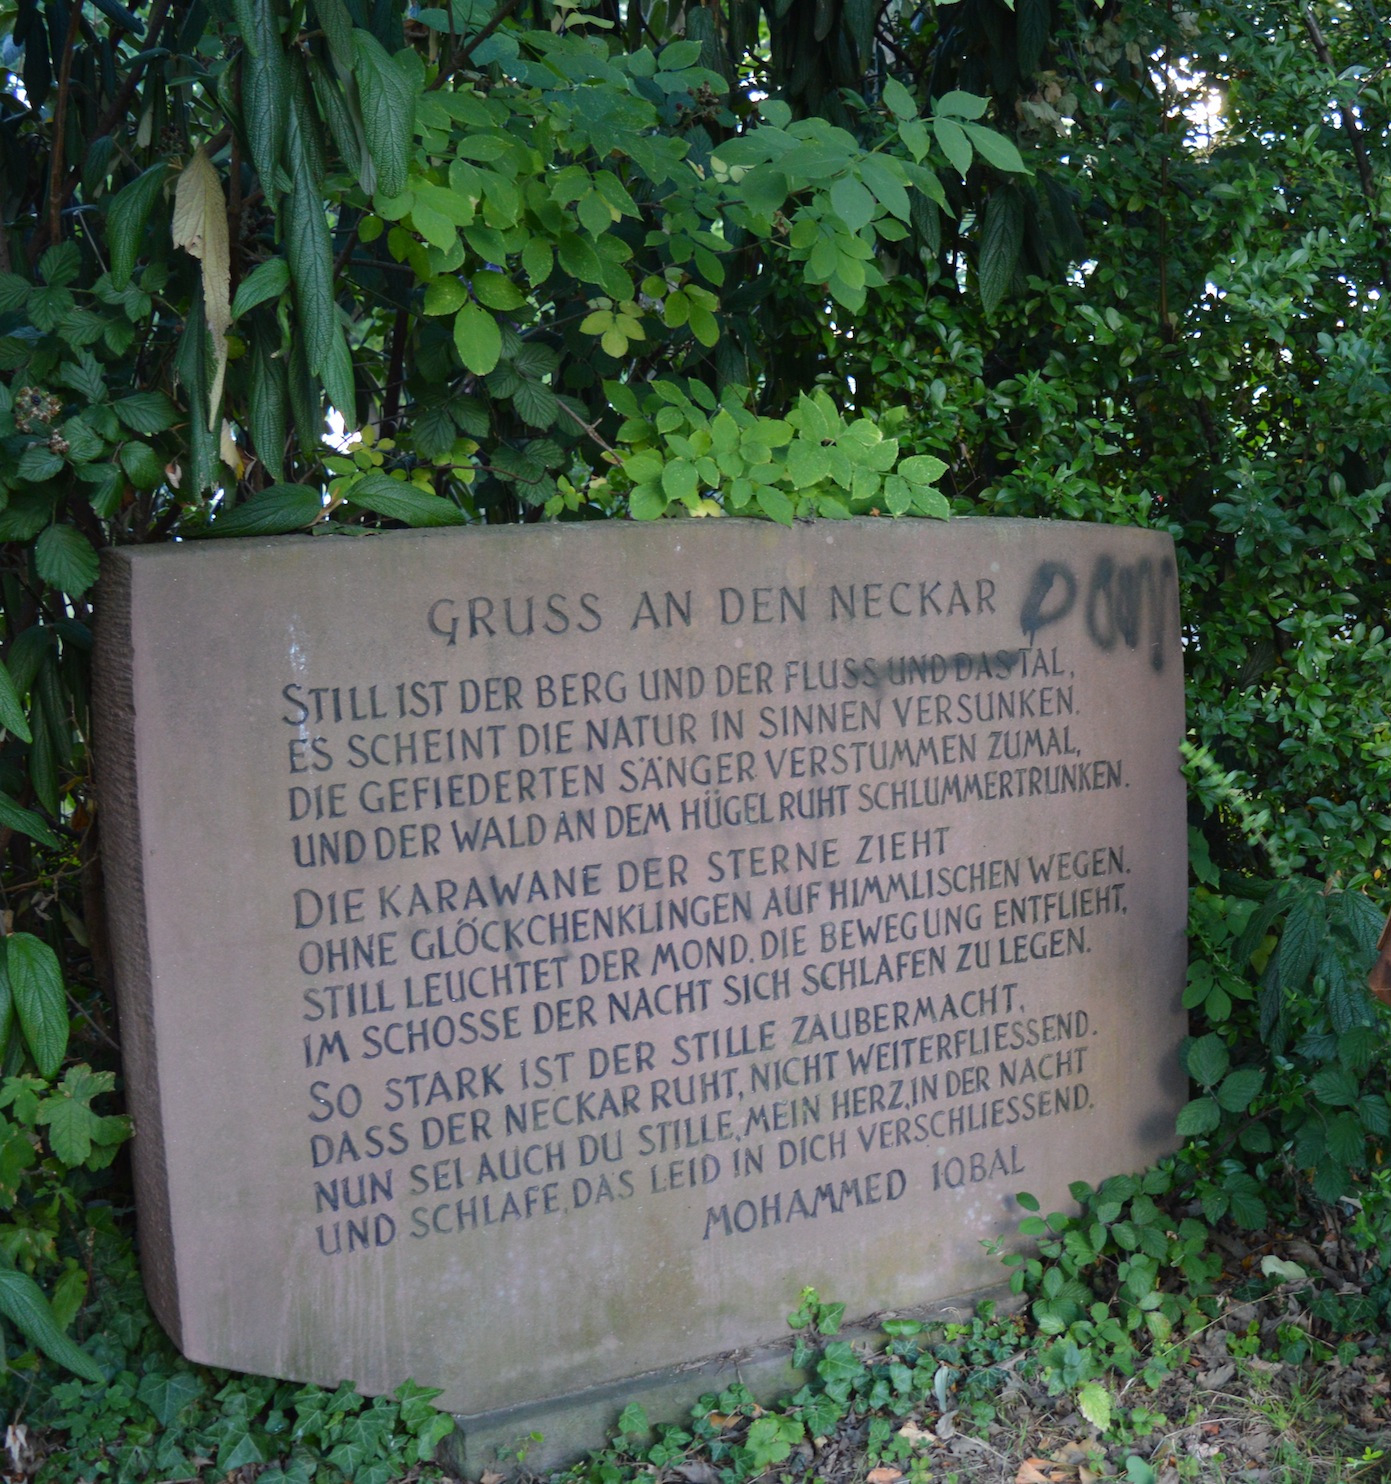 GRUSS AN DEN NECKAR
STILL IST DER BERG UND DER FLUSS UND DAS TAL,
ES SCHEINT DIE NATUR IN SINNEN VERSUNKEN.
DIE GEFIEDERTEN SÄNGER VERSTUMMEN ZUMAL,
UND DER WALD AN DEM HÜGEL RUHT SCHLUMMERTRUNKEN.
DIE KARAWANE DER STERNE ZIEHT
OHNE GLÖCKCHENKLINGEN AUF HIMMLISCHEN WEGEN.
STILL LEUCHTET DER MOND. DIE BEWEGUNG ENTFLIEHT,
IM SCHOSSE DER NACHT SICH SCHLAFEN ZU LEGEN.
SO STARK IST DER STILLE ZAUBERMACHT,
DASS DER NECKAR RUHT, NICHT WEITERFLIESSEND.
NUN SEI AUCH DU STILLE, MEIN HERZ, IN DER NACHT
UND SCHLAFE, DAS LEID IN DICH VERSCHLIESSEND.
MOHAMMED IQBAL